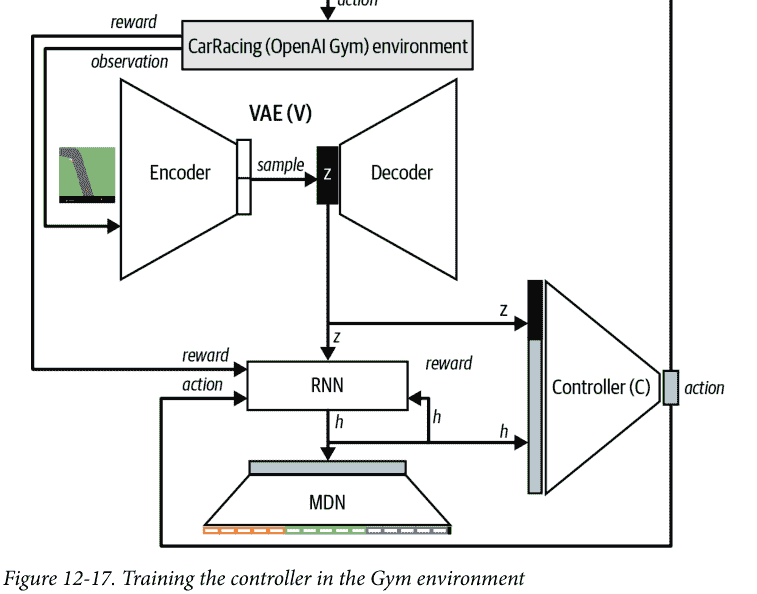 action
reward
CarRacing (OpenAI Gym) environment
observation
VAE (V)
Encoder
sample
z
Decoder
z
z
reward
reward
action
RNN
Controller (C)
action
h
h
h
MDN
Figure 12-17. Training the controller in the Gym environment